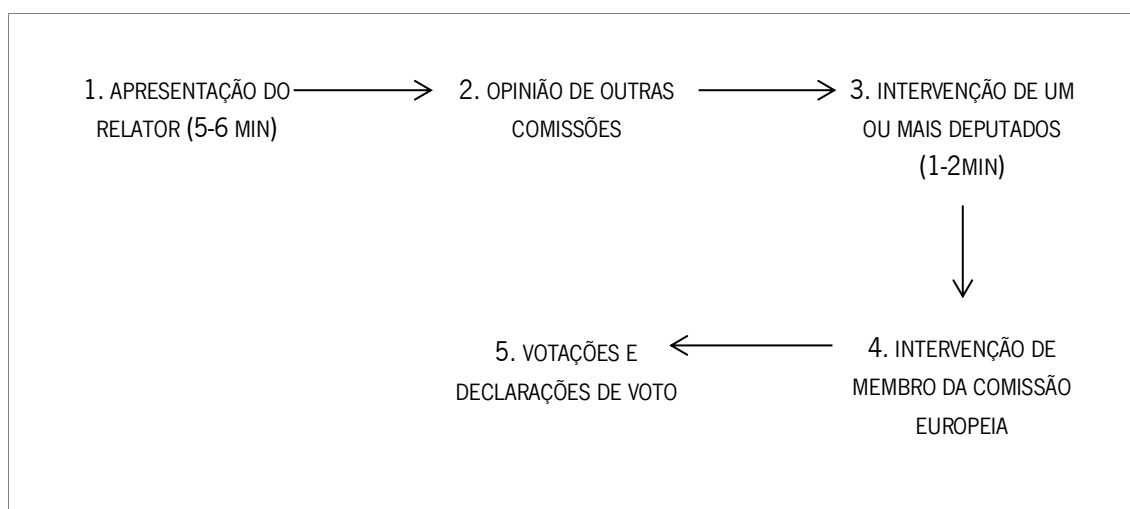 1. APRESENTAÇÃO DO
RELATOR (5-6 MIN)
2. OPINIÃO DE OUTRAS
COMISSÕES
3. INTERVENÇÃO DE UM
OU MAIS DEPUTADOS
(1-2MIN)
4. INTERVENÇÃO DE
MEMBRO DA COMISSÃO
EUROPEIA
5. VOTAÇÕES E
DECLARAÇÕES DE VOTO